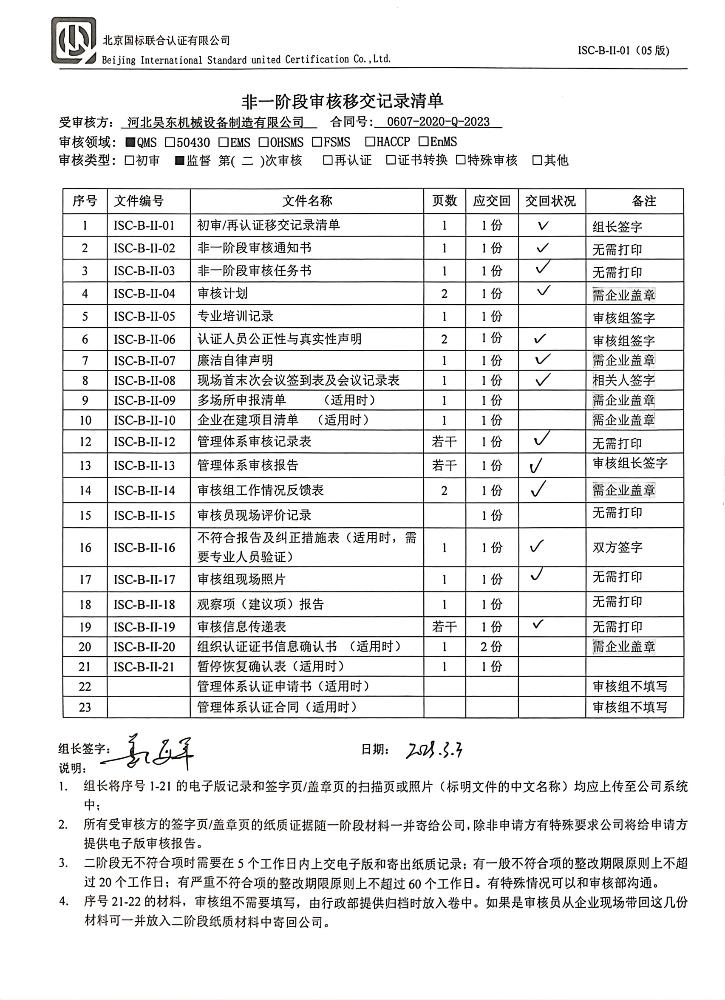 北京国标联合认证有限公司
Beijing International Standard united Certification Co.,Ltd.
ISC-B-II-01（05 版)
非一阶段审核移交记录清单
受审核方： 河北昊东机械设备制造有限公司 合同号： 0607-2020-Q-2023
审核领域：■QMS □50430 □EMS □OHSMS □FSMS □HACCP □EnMS
审核类型：□初审 ■监督 第( 二 )次审核 □再认证 □证书转换 □特殊审核 □其他
序号 文件编号 文件名称 页数 应交回 交回状况 备注
1 ISC-B-II-01 初审/再认证移交记录清单 1 1 份 ✓ 组长签字
2 ISC-B-II-02 非一阶段审核通知书 1 1 份 ✓ 无需打印
3 ISC-B-II-03 非一阶段审核任务书 1 1 份 ✓ 无需打印
4 ISC-B-II-04 审核计划 2 1 份 ✓ 需企业盖章
5 ISC-B-II-05 专业培训记录 1 1 份 审核组签字
6 ISC-B-II-06 认证人员公正性与真实性声明 2 1 份 ✓ 审核组签字
7 ISC-B-II-07 廉洁自律声明 1 1 份 ✓ 需企业盖章
8 ISC-B-II-08 现场首末次会议签到表及会议记录表 1 1 份 ✓ 相关人签字
9 ISC-B-II-09 多场所申报清单 （适用时） 1 1 份 需企业盖章
10 ISC-B-II-10 企业在建项目清单 （适用时） 1 1 份 需企业盖章
12 ISC-B-II-12 管理体系审核记录表 若干 1 份 ✓ 无需打印
13 ISC-B-II-13 管理体系审核报告 若干 1 份 ✓ 审核组长签字
14 ISC-B-II-14 审核组工作情况反馈表 2 1 份 ✓ 需企业盖章
15 ISC-B-II-15 审核员现场评价记录 1 份 无需打印
16 ISC-B-II-16 不符合报告及纠正措施表（适用时，需
要专业人员验证） 1 1 份 ✓ 双方签字
17 ISC-B-II-17 审核组现场照片 1 1 份 ✓ 无需打印
18 ISC-B-II-18 观察项（建议项）报告 1 1 份 无需打印
19 ISC-B-II-19 审核信息传递表 若干 1 份 ✓ 无需打印
20 ISC-B-II-20 组织认证证书信息确认书 （适用时） 1 2 份 需企业盖章
21 ISC-B-II-21 暂停恢复确认表（适用时） 1 1 份
22 管理体系认证申请书（适用时） 审核组不填写
23 管理体系认证合同（适用时） 审核组不填写
组长签字： 日期：
说明：
1. 组长将序号 1-21 的电子版记录和签字页/盖章页的扫描页或照片（标明文件的中文名称）均应上传至公司系统
中；
2. 所有受审核方的签字页/盖章页的纸质证据随一阶段材料一并寄给公司，除非申请方有特殊要求公司将给申请方
提供电子版审核报告。
3. 二阶段无不符合项时需要在 5 个工作日内上交电子版和寄出纸质记录；有一般不符合项的整改期限原则上不超
过 20 个工作日；有严重不符合项的整改期限原则上不超过 60 个工作日。有特殊情况可以和审核部沟通。
4. 序号 21-22 的材料，审核组不需要填写，由行政部提供归档时放入卷中。如果是审核员从企业现场带回这几份
材料可一并放入二阶段纸质材料中寄回公司。